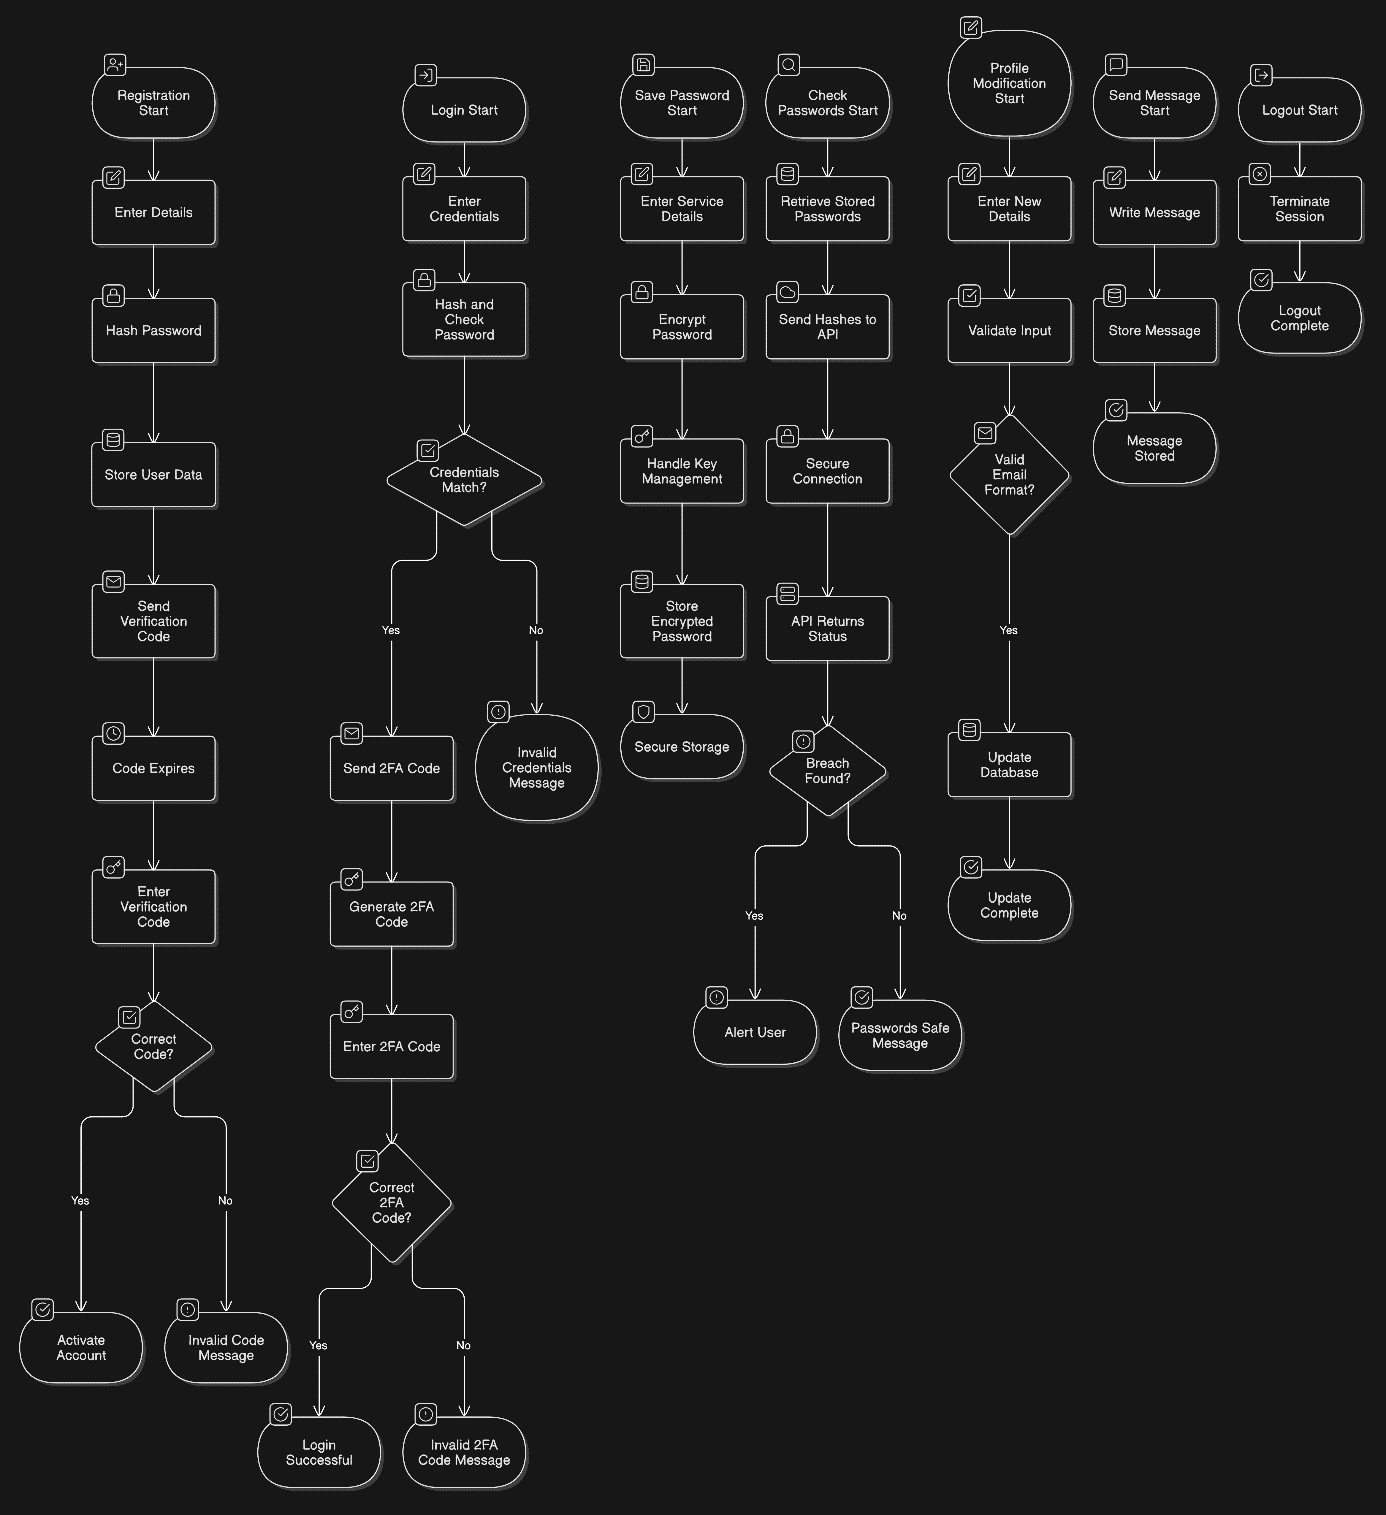 Registration
Start
Enter Details
Hash Password
Store User Data
Send
Verification
Code
Code Expires
Enter
Verification
Code
Correct
Code?
Yes
No
Activate
Account
Invalid Code
Message
Login Start
Enter
Credentials
Hash and
Check
Password
Credentials
Match?
Yes
No
Send 2FA Code
Invalid
Credentials
Message
Generate 2FA
Code
Enter 2FA Code
Correct
2FA
Code?
Yes
No
Login
Successful
Invalid 2FA
Code Message
Save Password
Start
Enter Service
Details
Encrypt
Password
Handle Key
Management
Store
Encrypted
Password
Secure Storage
Check
Passwords Start
Retrieve Stored
Passwords
Send Hashes to
API
Secure
Connection
API Returns
Status
Breach
Found?
Yes
No
Alert User
Passwords Safe
Message
Profile
Modification
Start
Enter New
Details
Validate Input
Valid
Email
Format?
Yes
Update
Database
Update
Complete
Send Message
Start
Write Message
Store Message
Message
Stored
Logout Start
Terminate
Session
Logout
Complete